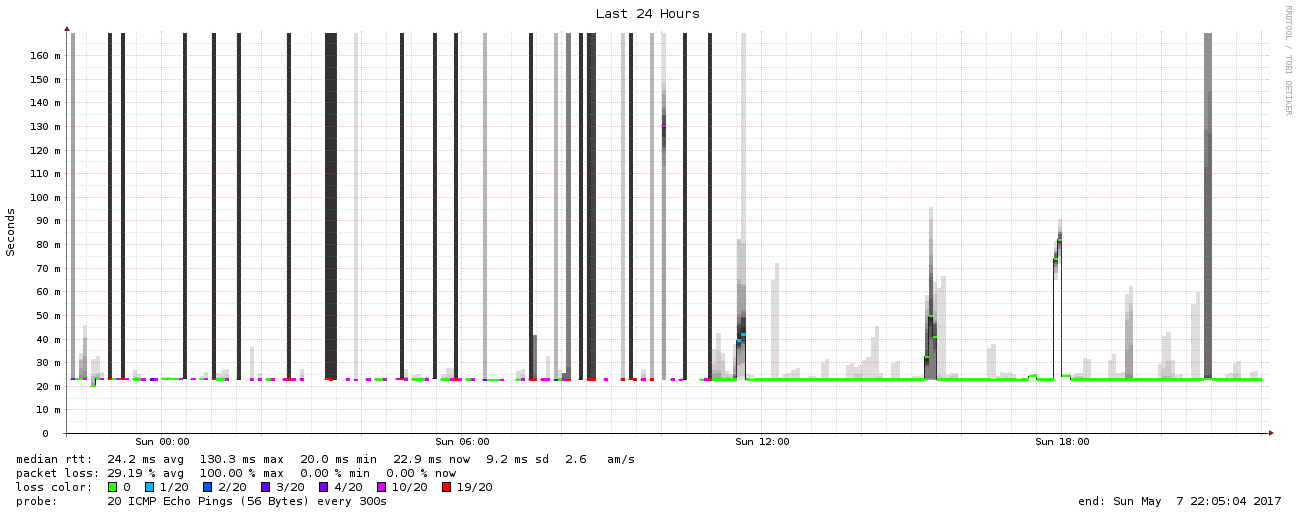 Last 24 Hours
RRDTOOL / TOBI OETIKER
Seconds
160 m
150 m
140 m
130 m
120 m
110 m
100 m
90 m
80 m
70 m
60 m
50 m
40 m
30 m
20 m
10 m
0
Sun 00:00 Sun 06:00 Sun 12:00 Sun 18:00
median rtt: 24.2 ms avg 130.3 ms max 20.0 ms min 22.9 ms now 9.2 ms sd 2.6 am/s
packet loss: 29.19 % avg 100.00 % max 0.00 % min 0.00 % now
loss color: 0 1/20 2/20 3/20 4/20 10/20 19/20
probe: 20 ICMP Echo Pings (56 Bytes) every 300s end: Sun May 7 22:05:04 2017